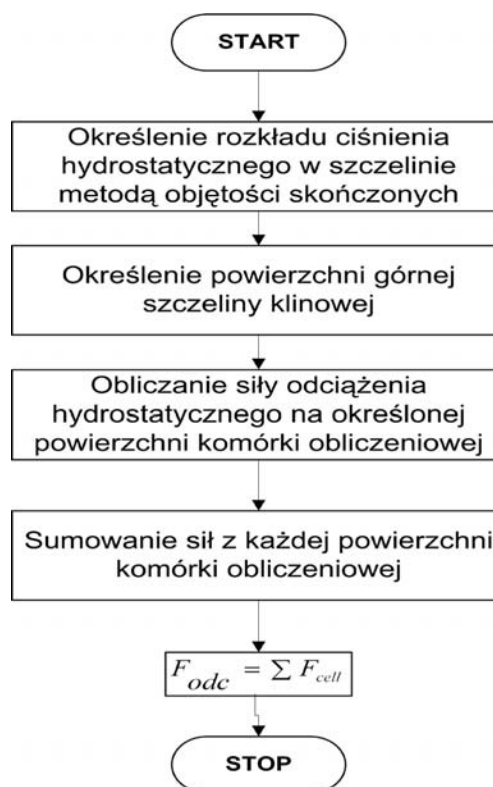 START
Określenie rozkładu ciśnienia
hydrostatycznego w szczelinie
metodą objętości skończonych
Określenie powierzchni górnej
szczeliny klinowej
Obliczanie siły odciążenia
hydrostatycznego na określonej
powierzchni komórki obliczeniowej
Sumowanie sił z każdej powierzchni
komórki obliczeniowej
F_odc = Σ F_cell
STOP